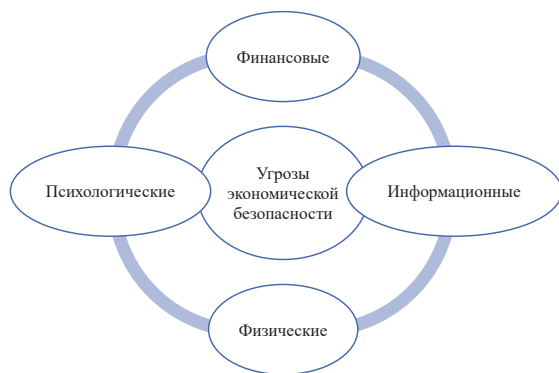 Финансовые
Психологические
Угрозы
экономической
безопасности
Информационные
Физические